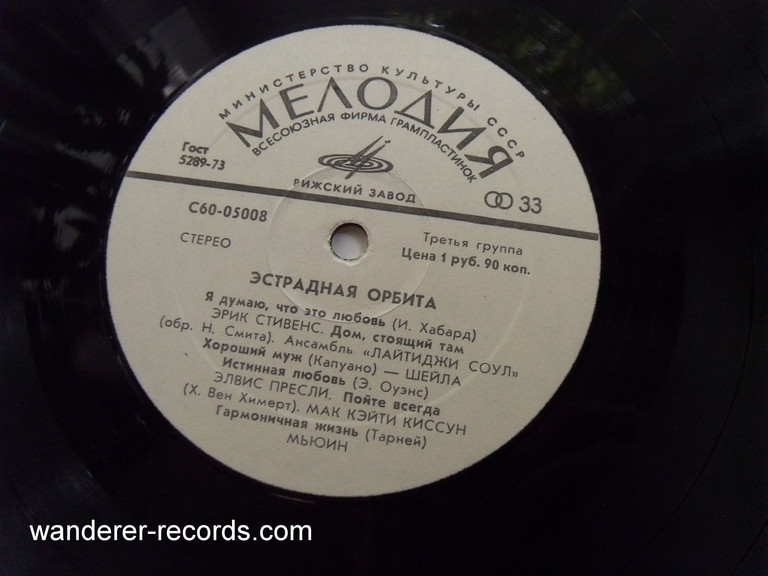 МИНИСТЕРСТВО КУЛЬТУРЫ СССР
МЕЛОДИЯ
ВСЕСОЮЗНАЯ ФИРМА ГРАМПЛАСТИНОК
Гост
5289-73
РИЖСКИЙ ЗАВОД
33
С60-05008
СТЕРЕО
Третья группа
Цена 1 руб. 90 коп.
ЭСТРАДНАЯ ОРБИТА
Я думаю, что это любовь (И. Хабард)
ЭРИК СТИВЕНС. Дом, стоящий там
(обр. Н. Смита). Ансамбль «ЛАЙТИДЖИ СОУЛ»
Хороший муж (Капуано) — ШЕЙЛА
Истинная любовь (Э. Оуэнс)
ЭЛВИС ПРЕСЛИ. Пойте всегда
(Х. Вен Химерт). МАК КЭЙТИ КИССУН
Гармоничная жизнь (Тарней)
МЬЮИН
wanderer-records.com